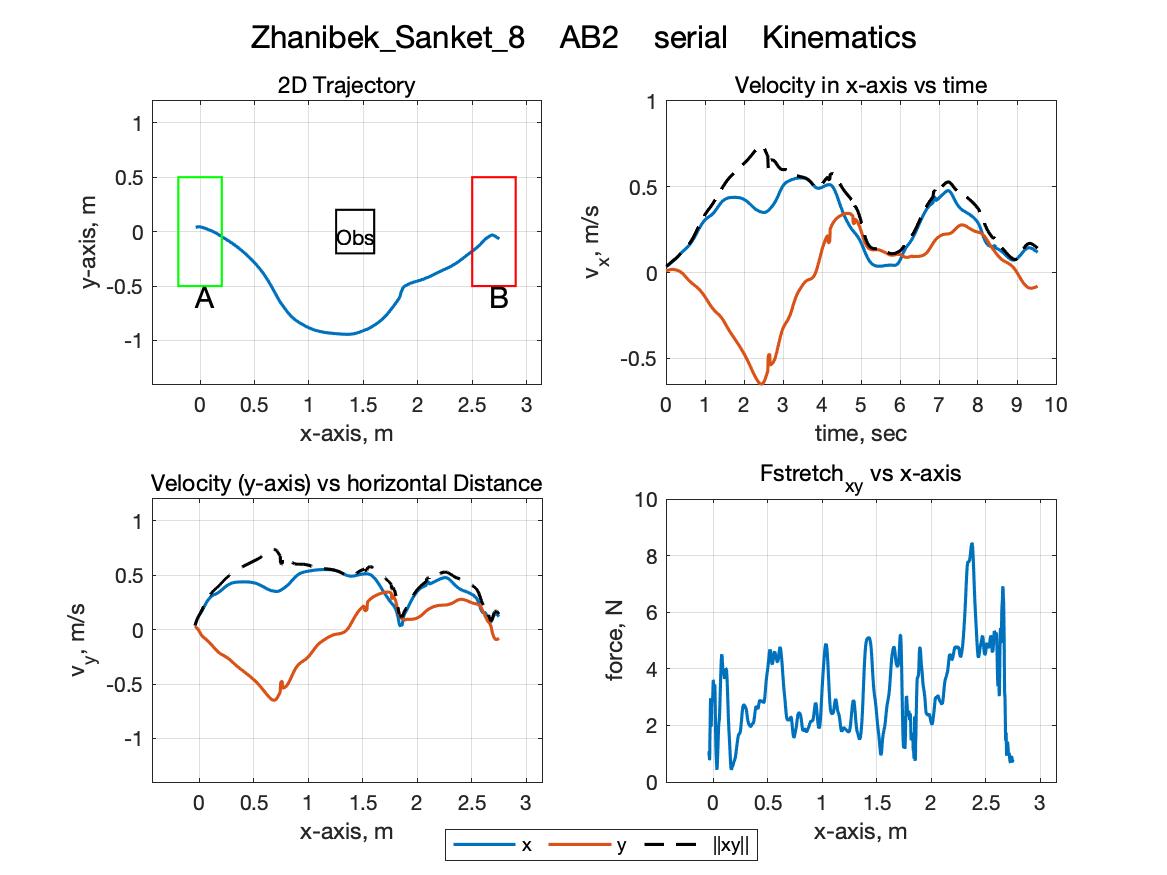 Zhanibek_Sanket_8 AB2 serial Kinematics
2D Trajectory
y-axis, m
1
0.5
0
-0.5
-1
Obs
A
B
0 0.5 1 1.5 2 2.5 3
x-axis, m
Velocity in x-axis vs time
vx, m/s
1
0.5
0
-0.5
0 1 2 3 4 5 6 7 8 9 10
time, sec
Velocity (y-axis) vs horizontal Distance
vy, m/s
1
0.5
0
-0.5
-1
0 0.5 1 1.5 2 2.5 3
x-axis, m
Fstretchxy vs x-axis
force, N
10
8
6
4
2
0
0 0.5 1 1.5 2 2.5 3
x-axis, m
x y ||xy||